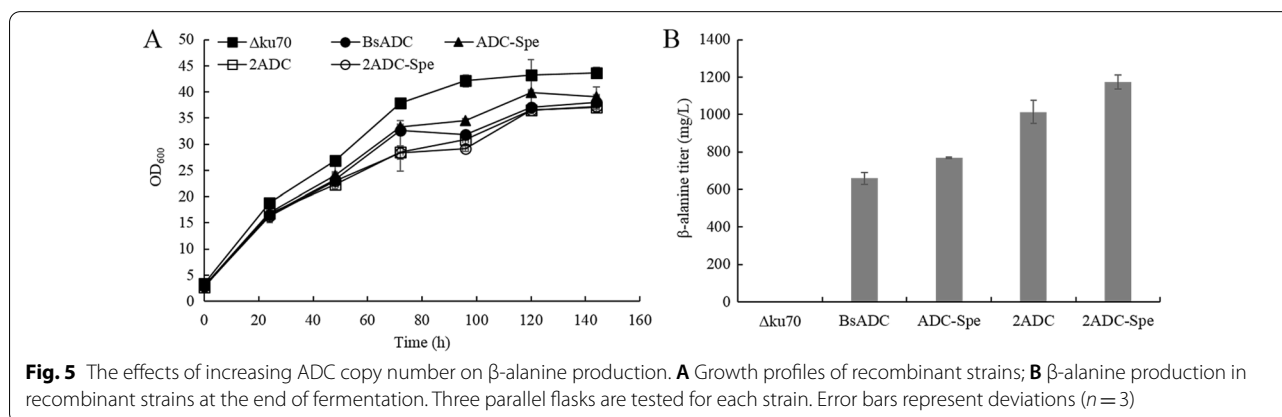 A
50
45
40
35
30
25
20
15
10
5
0
OD600
Δku70 BsADC ADC-Spe
2ADC 2ADC-Spe
0 20 40 60 80 100 120 140 160
Time (h)
B
1400
1200
1000
800
600
400
200
0
β-alanine titer (mg/L)
Δku70 BsADC ADC-Spe 2ADC 2ADC-Spe
Fig. 5 The effects of increasing ADC copy number on β-alanine production. A Growth profiles of recombinant strains; B β-alanine production in
recombinant strains at the end of fermentation. Three parallel flasks are tested for each strain. Error bars represent deviations (n = 3)